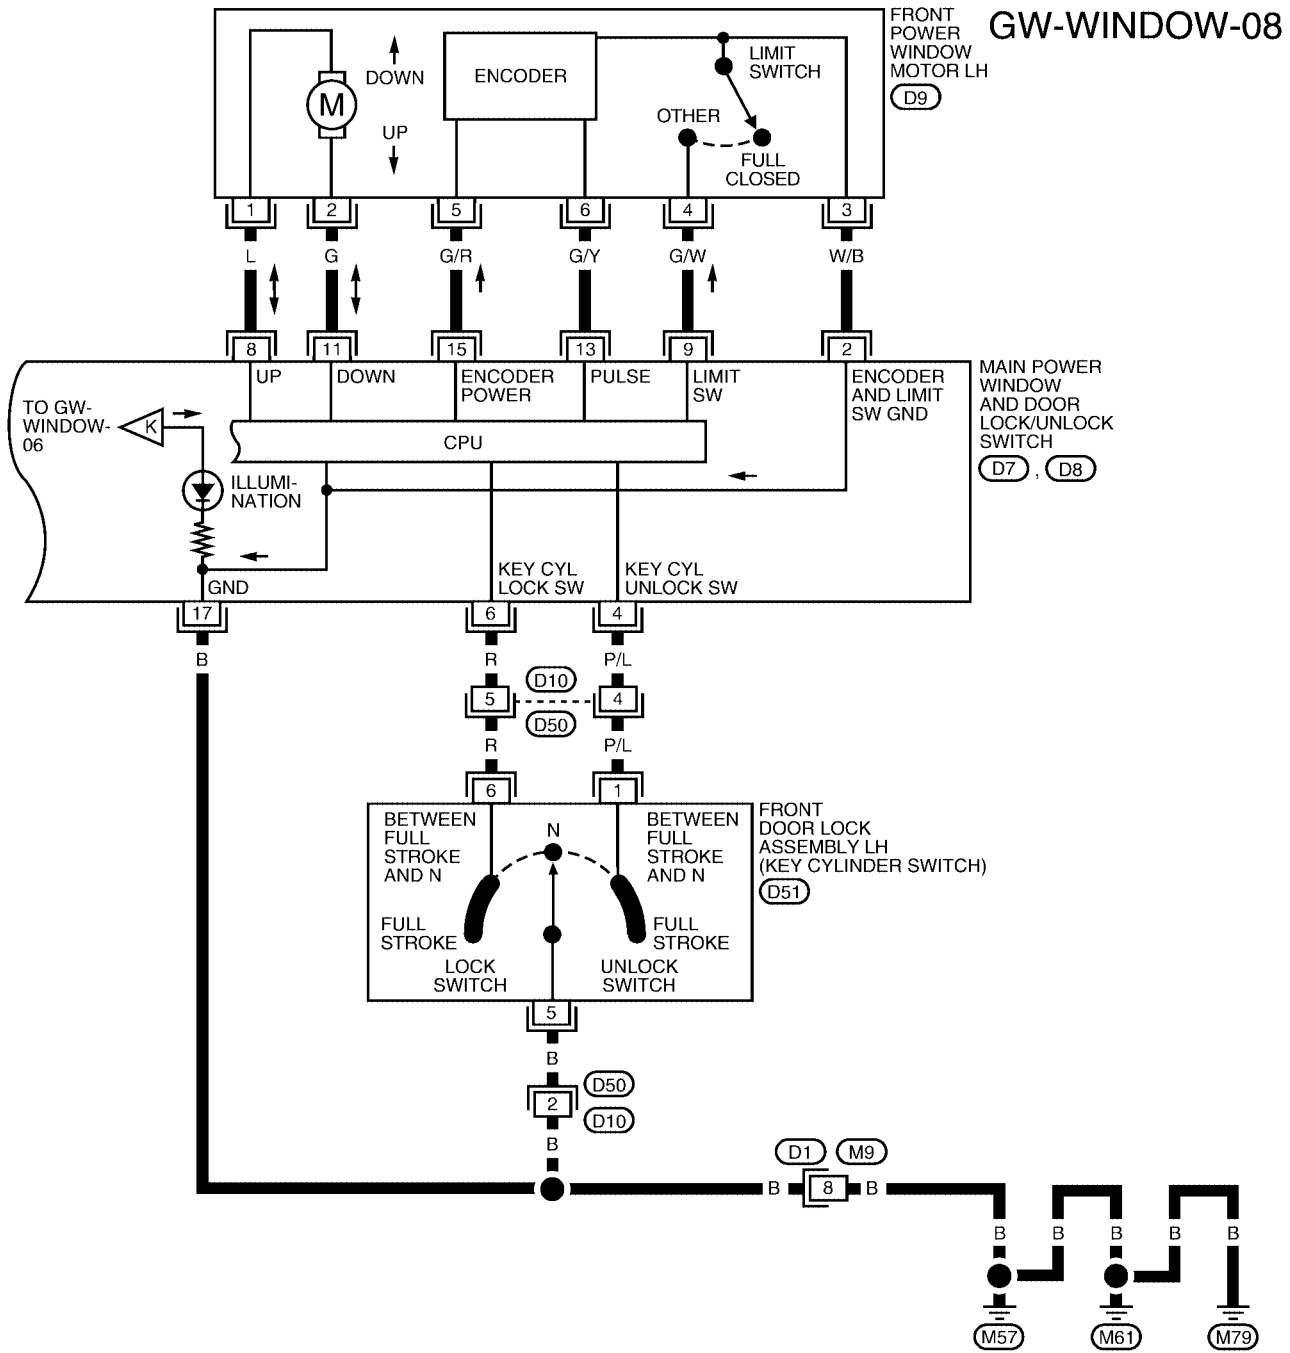 GW-WINDOW-08
FRONT
POWER
WINDOW
MOTOR LH
D9
M
DOWN
UP
ENCODER
LIMIT
SWITCH
OTHER
FULL
CLOSED
1 2 5 6 4 3
L G G/R G/Y G/W W/B
8 11 15 13 9 2
UP DOWN ENCODER PULSE LIMIT ENCODER
POWER SW AND LIMIT
SW GND
MAIN POWER
WINDOW
AND DOOR
LOCK/UNLOCK
SWITCH
D7 , D8
TO GW-
WINDOW-
06
K
CPU
ILLUMI-
NATION
GND
KEY CYL
LOCK SW
KEY CYL
UNLOCK SW
17 6 4
B R P/L
D10
5 4
D50
R P/L
6 1
BETWEEN
FULL
STROKE
AND N
N
BETWEEN
FULL
STROKE
AND N
FRONT
DOOR LOCK
ASSEMBLY LH
(KEY CYLINDER SWITCH)
D51
FULL
STROKE
FULL
STROKE
LOCK
SWITCH
UNLOCK
SWITCH
5
B
D50
2
D10
B
D1 M9
B 8 B
B B B B B
M57 M61 M79